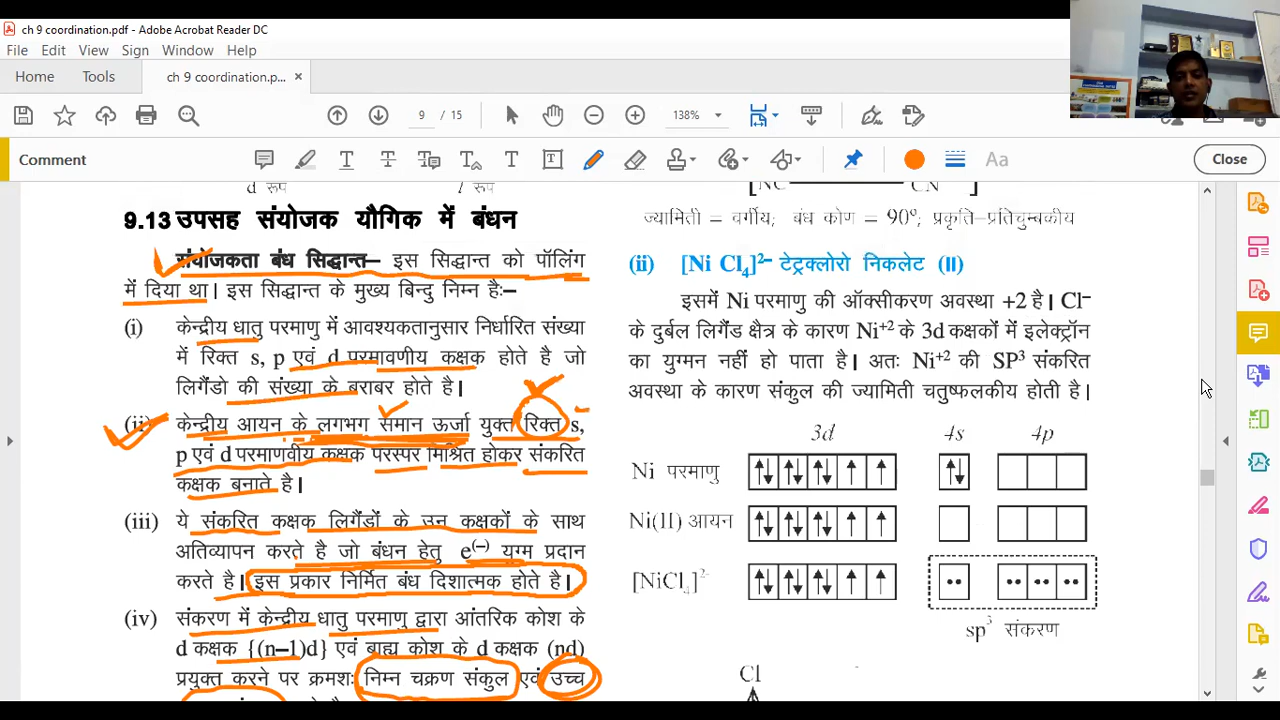 ch 9 coordination.pdf - Adobe Acrobat Reader DC
File Edit View Sign Window Help
Home Tools ch 9 coordination.p... ×
9 / 15 138%
Comment Aa Close
d रूप l रूप
9.13 उपसह संयोजक यौगिक में बंधन
संयोजकता बंध सिद्धान्त– इस सिद्धान्त को पॉलिंग
में दिया था। इस सिद्धान्त के मुख्य बिन्दु निम्न है:–
(i) केन्द्रीय धातु परमाणु में आवश्यकतानुसार निर्धारित संख्या
में रिक्त s, p एवं d परमावणीय कक्षक होते है जो
लिगैंडो की संख्या के बराबर होते है।
(ii) केन्द्रीय आयन के लगभग समान ऊर्जा युक्त रिक्त s,
p एवं d परमाणवीय कक्षक परस्पर मिश्रित होकर संकरित
कक्षक बनाते है।
(iii) ये संकरित कक्षक लिगैंडों के उन कक्षकों के साथ
अतिव्यापन करते है जो बंधन हेतु e(–) युग्म प्रदान
करते है। इस प्रकार निर्मित बंध दिशात्मक होते है।
(iv) संकरण में केन्द्रीय धातु परमाणु द्वारा आंतरिक कोश के
d कक्षक {(n–1)d} एवं बाह्य कोश के d कक्षक (nd)
प्रयुक्त करने पर क्रमशः निम्न चक्रण संकुल एवं उच्च
[NC CN ]
ज्यामिती = वर्गीय; बंध कोण = 90º; प्रकृति–प्रतिचुम्बकीय
(ii) [Ni Cl4]2– टेट्रक्लोरो निकलेट (II)
इसमें Ni परमाणु की ऑक्सीकरण अवस्था +2 है। Cl–
के दुर्बल लिगैंड क्षैत्र के कारण Ni+2 के 3d कक्षकों में इलेक्ट्रॉन
का युग्मन नहीं हो पाता है। अतः Ni+2 की SP3 संकरित
अवस्था के कारण संकुल की ज्यामिती चतुष्फलकीय होती है।
3d 4s 4p
Ni परमाणु
Ni(II) आयन
[NiCl4]2-
sp3 संकरण
Cl